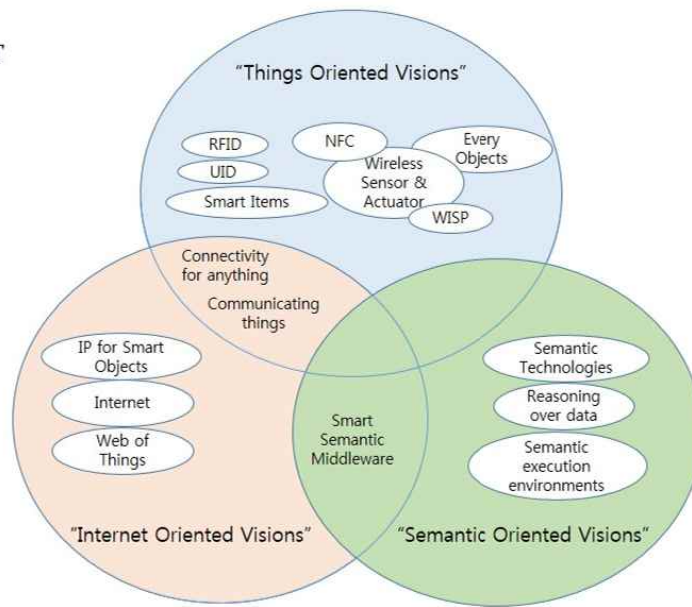 "Things Oriented Visions"
RFID
UID
Smart Items
NFC
Wireless
Sensor &
Actuator
Every
Objects
WISP
Connectivity
for anything
Communicating
things
IP for Smart
Objects
Internet
Web of
Things
Smart
Semantic
Middleware
Semantic
Technologies
Reasoning
over data
Semantic
execution
environments
"Internet Oriented Visions"
"Semantic Oriented Visions"